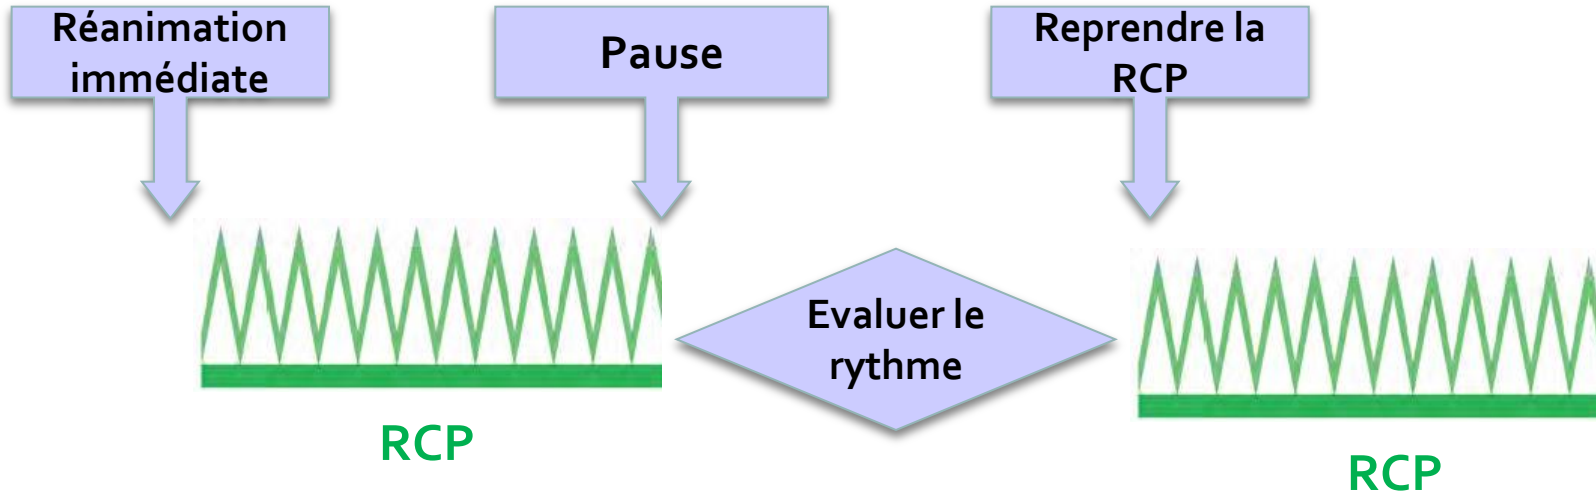 Réanimation
immédiate
Pause
Reprendre la
RCP
Evaluer le
rythme
RCP
RCP